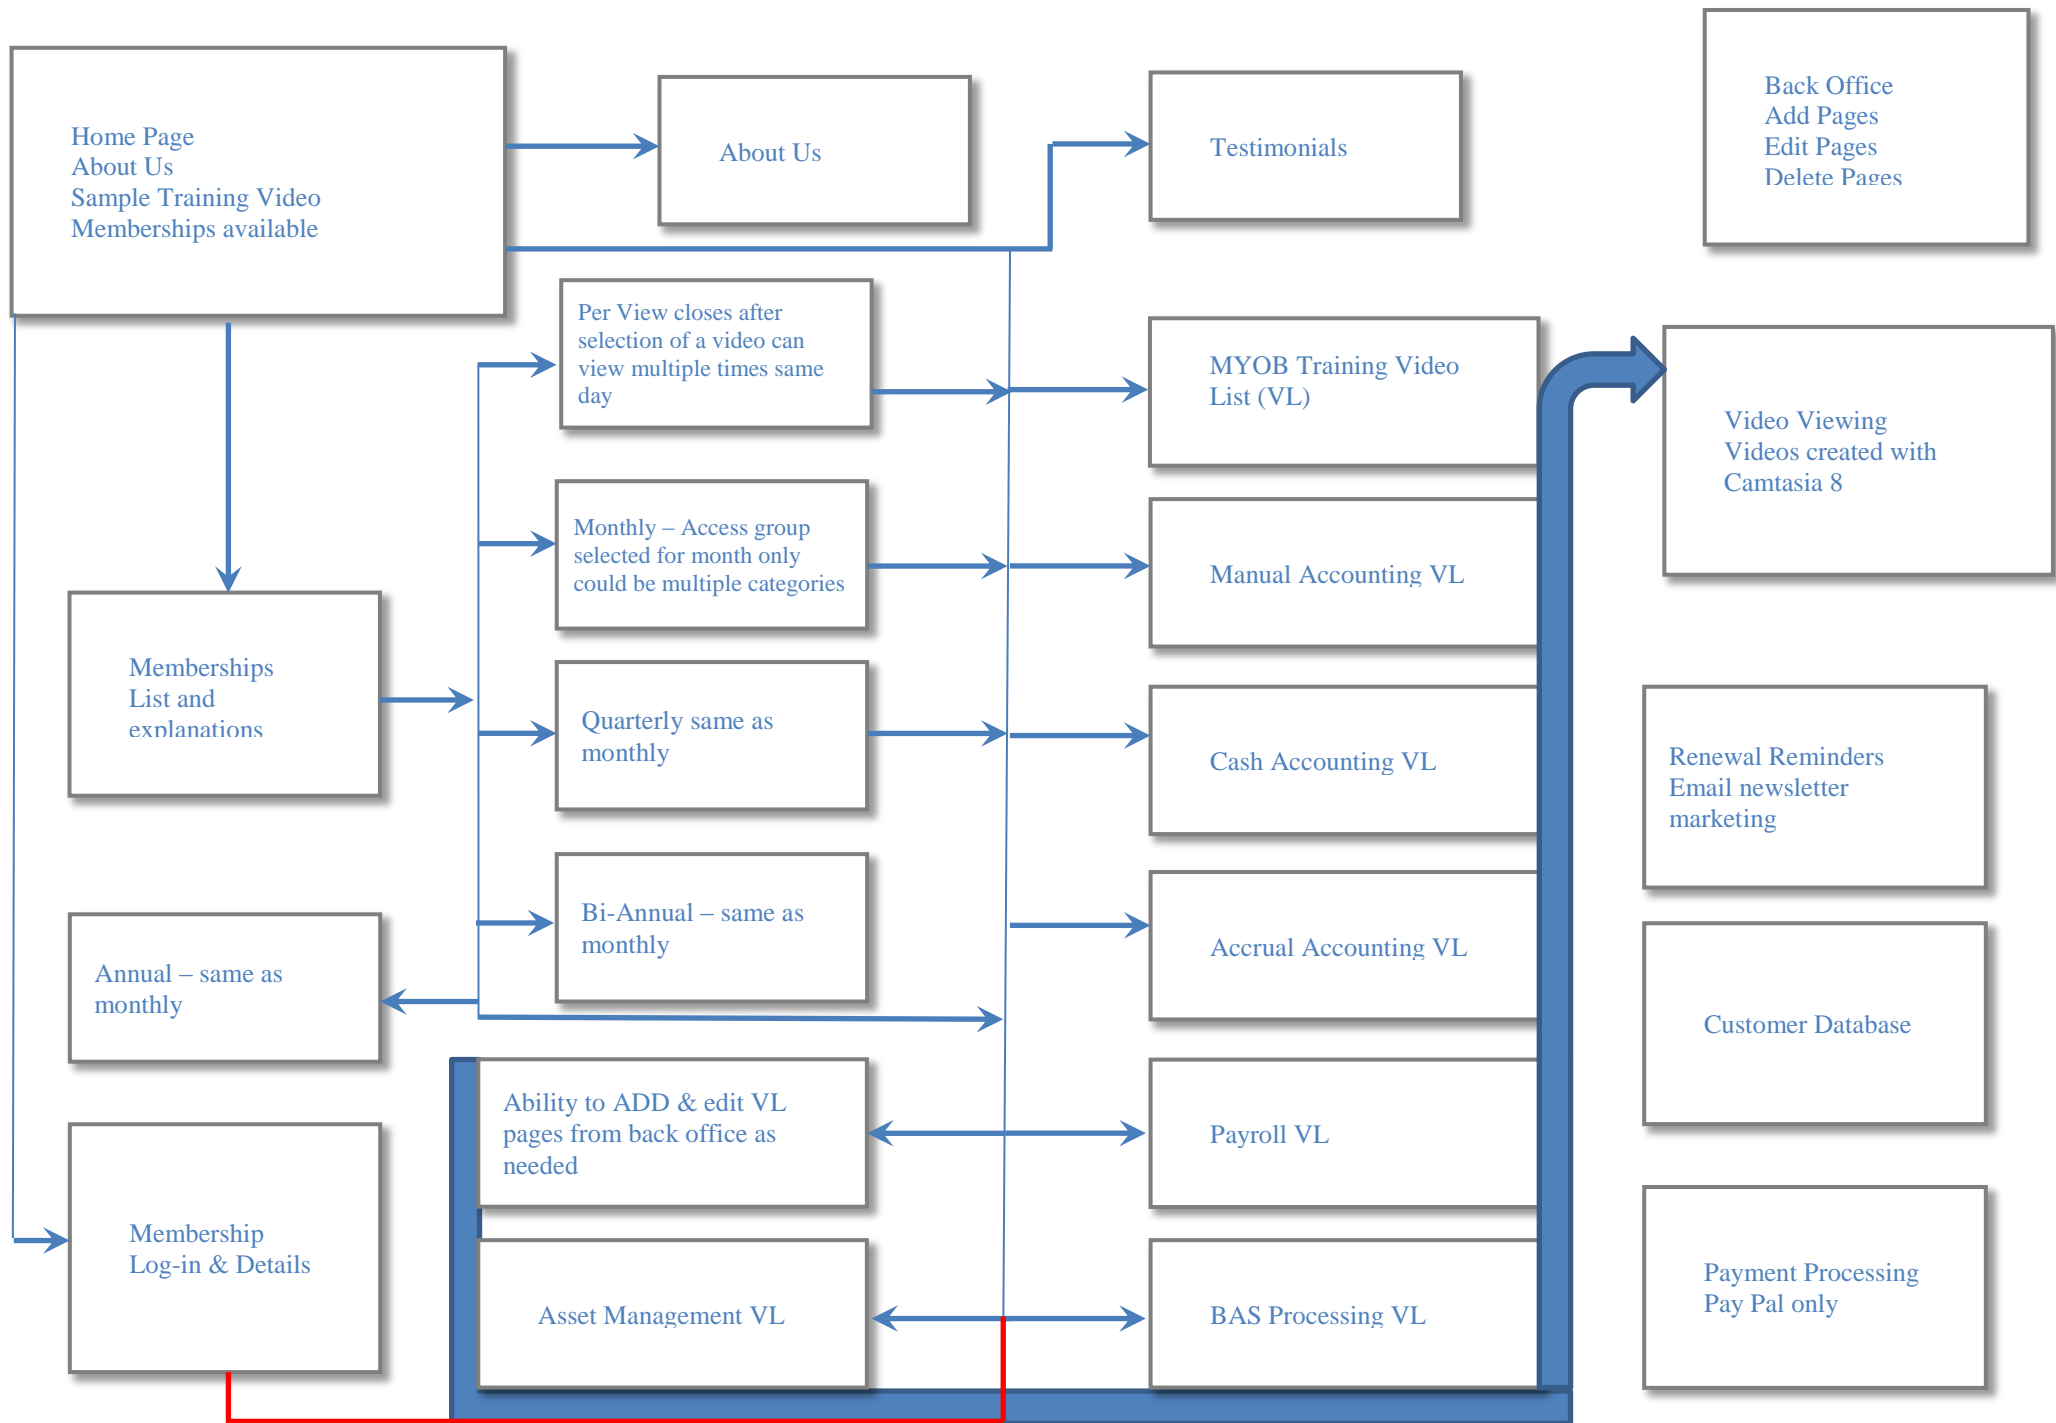 Home Page
About Us
Sample Training Video
Memberships available
About Us
Testimonials
Back Office
Add Pages
Edit Pages
Delete Pages
Per View closes after
selection of a video can
view multiple times same
day
MYOB Training Video
List (VL)
Video Viewing
Videos created with
Camtasia 8
Monthly – Access group
selected for month only
could be multiple categories
Manual Accounting VL
Memberships
List and
explanations
Quarterly same as
monthly
Cash Accounting VL
Renewal Reminders
Email newsletter
marketing
Annual – same as
monthly
Bi-Annual – same as
monthly
Accrual Accounting VL
Customer Database
Ability to ADD & edit VL
pages from back office as
needed
Payroll VL
Membership
Log-in & Details
Asset Management VL
BAS Processing VL
Payment Processing
Pay Pal only